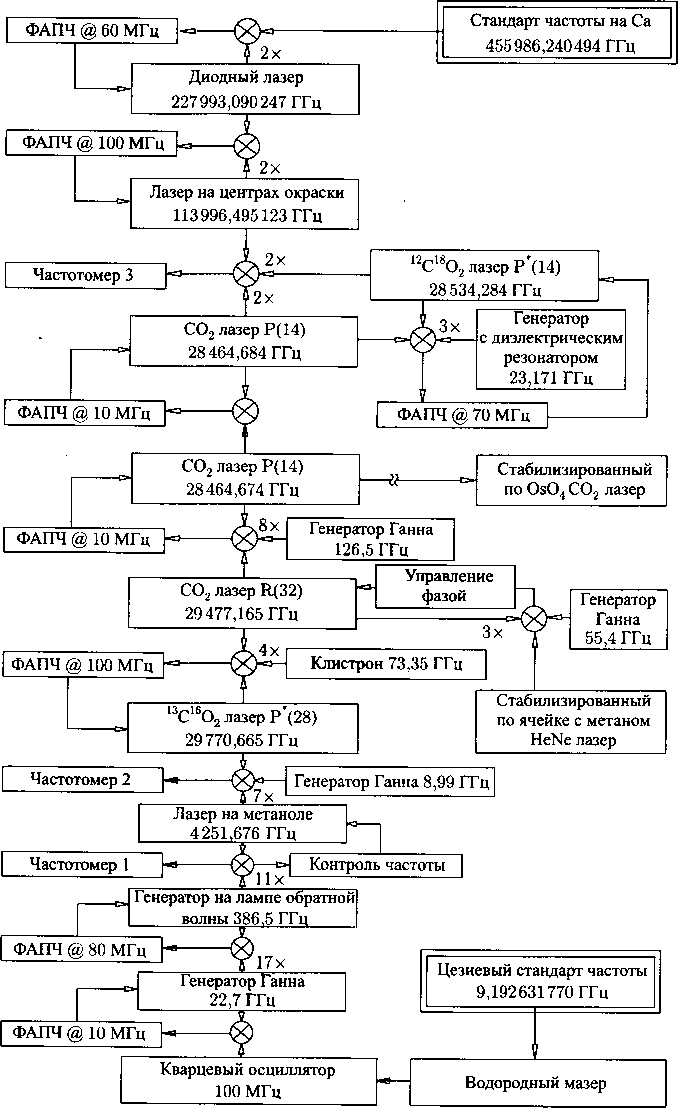 ФАПЧ @ 60 МГц
Стандарт частоты на Ca
455 986,240 494 ГГц
2×
Диодный лазер
227 993,090 247 ГГц
ФАПЧ @ 100 МГц
2×
Лазер на центрах окраски
113 996,495 123 ГГц
2×
Частотомер 3
¹²C¹⁸O₂ лазер P*(14)
28 534,284 ГГц
2×
CO₂ лазер P(14)
28 464,684 ГГц
3×
Генератор
с диэлектрическим
резонатором
23,171 ГГц
ФАПЧ @ 10 МГц
ФАПЧ @ 70 МГц
CO₂ лазер P(14)
28 464,674 ГГц
Стабилизированный
по OsO₄ CO₂ лазер
ФАПЧ @ 10 МГц
8×
Генератор Ганна
126,5 ГГц
CO₂ лазер R(32)
29 477,165 ГГц
Управление
фазой
3×
Генератор
Ганна
55,4 ГГц
ФАПЧ @ 100 МГц
4×
Клистрон 73,35 ГГц
¹³C¹⁶O₂ лазер P*(28)
29 770,665 ГГц
Стабилизированный
по ячейке с метаном
HeNe лазер
Частотомер 2
Генератор Ганна 8,99 ГГц
7×
Лазер на метаноле
4 251,676 ГГц
Частотомер 1
Контроль частоты
11×
Генератор на лампе обратной
волны 386,5 ГГц
ФАПЧ @ 80 МГц
17×
Генератор Ганна
22,7 ГГц
Цезиевый стандарт частоты
9,192 631 770 ГГц
ФАПЧ @ 10 МГц
Кварцевый осциллятор
100 МГц
Водородный мазер